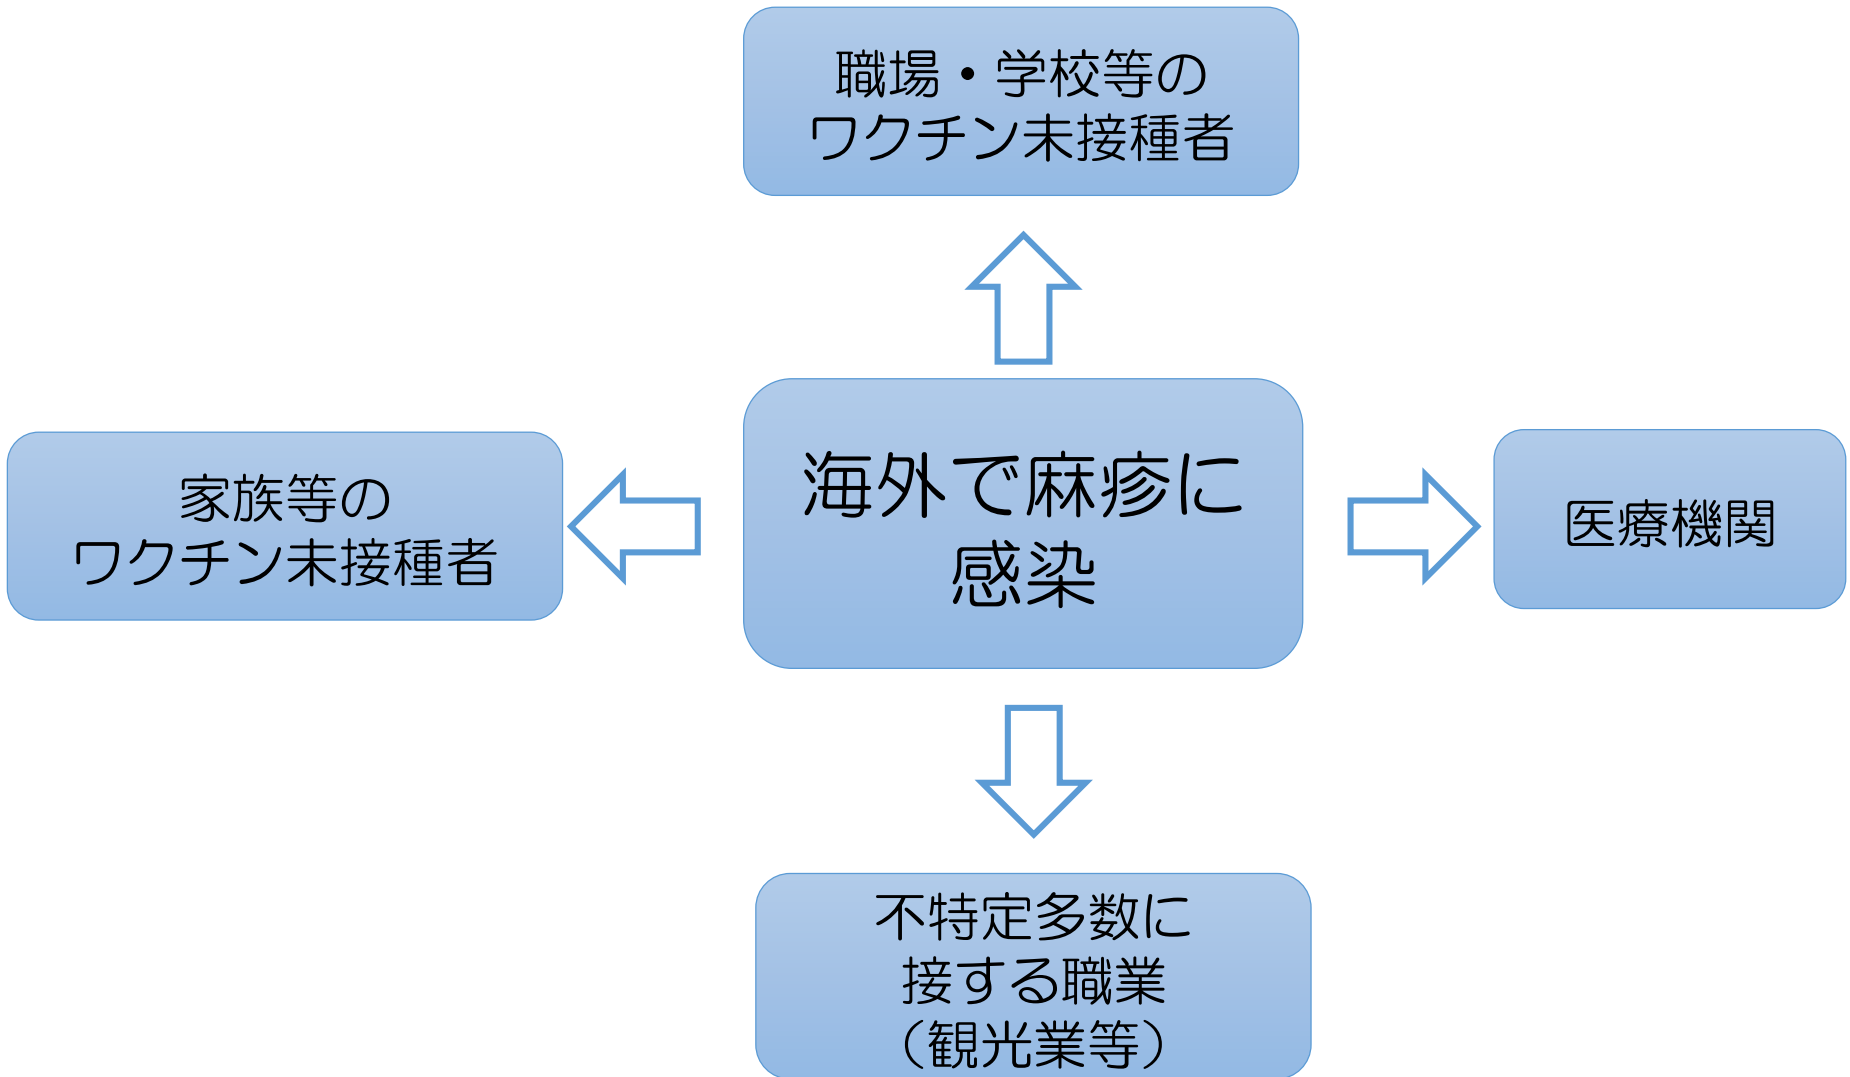 職場・学校等の
ワクチン未接種者
家族等の
ワクチン未接種者
海外で麻疹に
感染
医療機関
不特定多数に
接する職業
（観光業等）